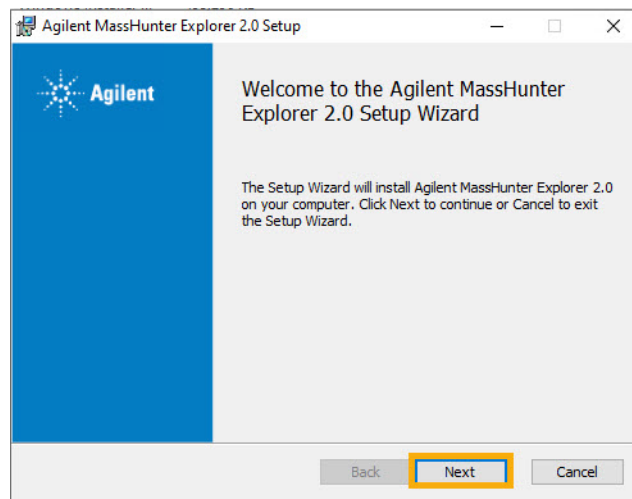 Agilent MassHunter Explorer 2.0 Setup
Agilent
Welcome to the Agilent MassHunter
Explorer 2.0 Setup Wizard
The Setup Wizard will install Agilent MassHunter Explorer 2.0
on your computer. Click Next to continue or Cancel to exit
the Setup Wizard.
Back
Next
Cancel